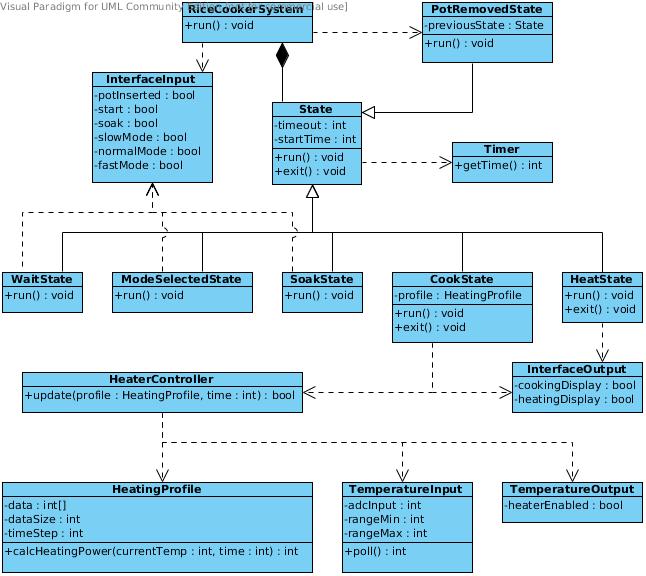 Visual Paradigm for UML Community Edition [not for commercial use]
RiceCookerSystem
+run() : void
PotRemovedState
-previousState : State
+run() : void
InterfaceInput
-potInserted : bool
-start : bool
-soak : bool
-slowMode : bool
-normalMode : bool
-fastMode : bool
State
-timeout : int
-startTime : int
+run() : void
+exit() : void
Timer
+getTime() : int
WaitState
+run() : void
ModeSelectedState
+run() : void
SoakState
+run() : void
CookState
-profile : HeatingProfile
+run() : void
+exit() : void
HeatState
+run() : void
+exit() : void
InterfaceOutput
-cookingDisplay : bool
-heatingDisplay : bool
HeaterController
+update(profile : HeatingProfile, time : int) : bool
HeatingProfile
-data : int[]
-dataSize : int
-timeStep : int
+calcHeatingPower(currentTemp : int, time : int) : int
TemperatureInput
-adcInput : int
-rangeMin : int
-rangeMax : int
+poll() : int
TemperatureOutput
-heaterEnabled : bool